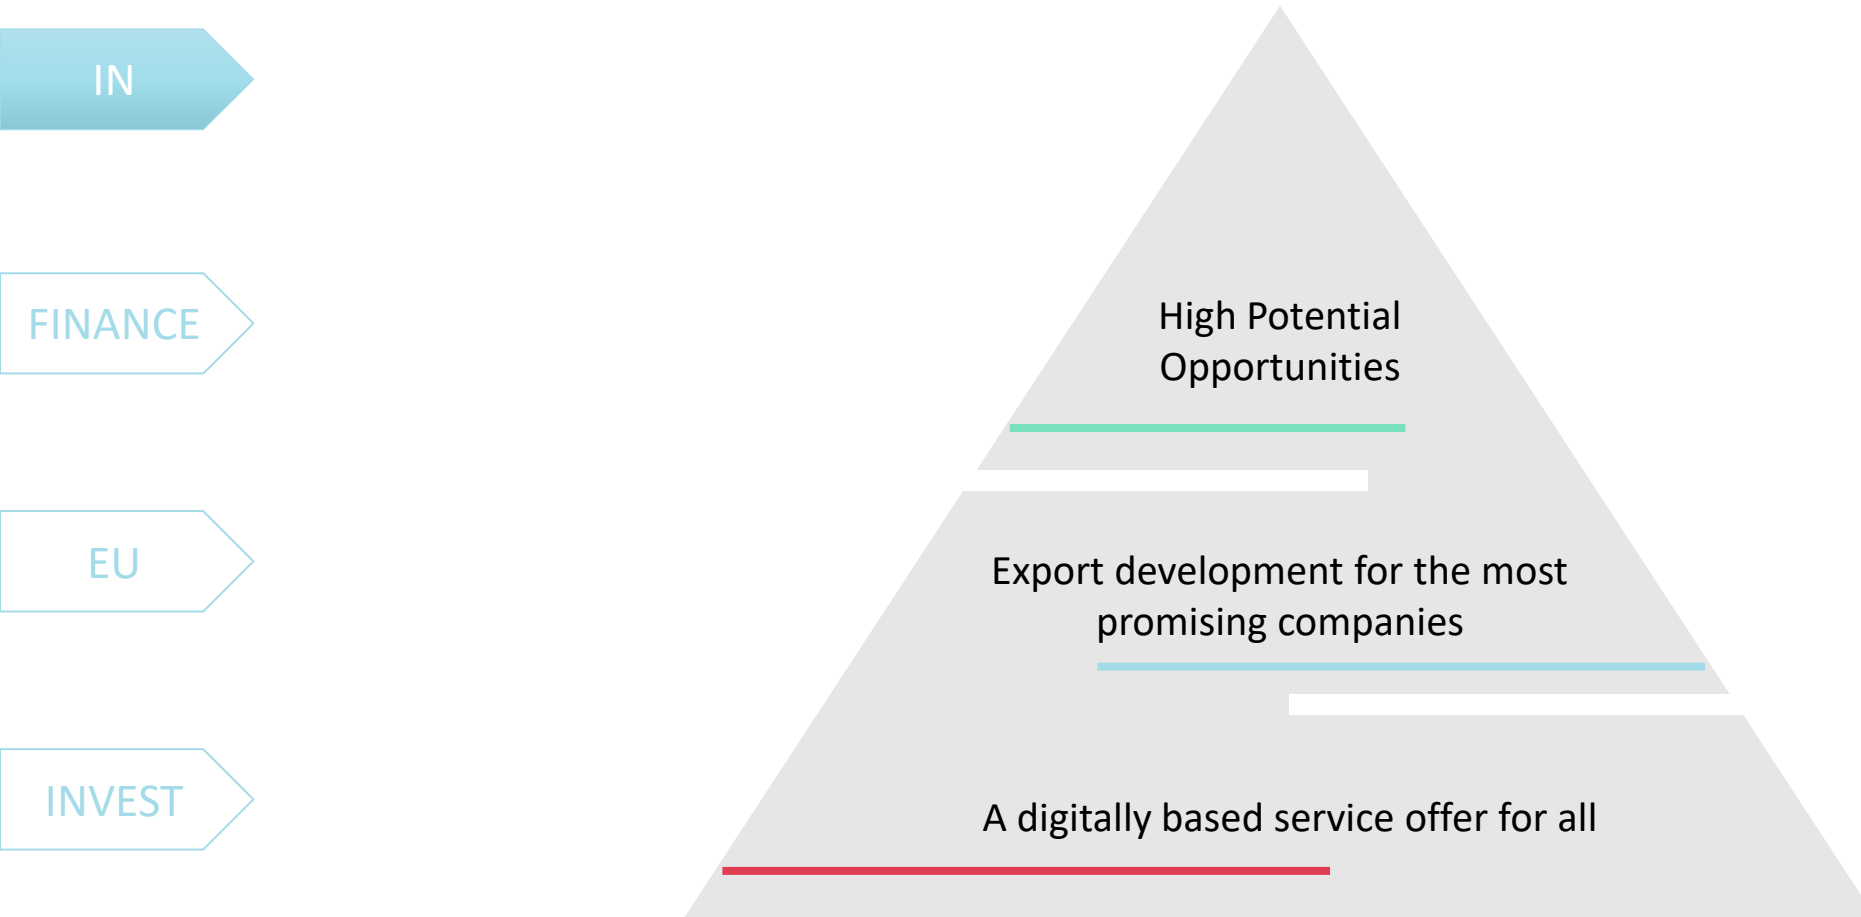 IN
FINANCE
EU
INVEST
High Potential
Opportunities
Export development for the most
promising companies
A digitally based service offer for all